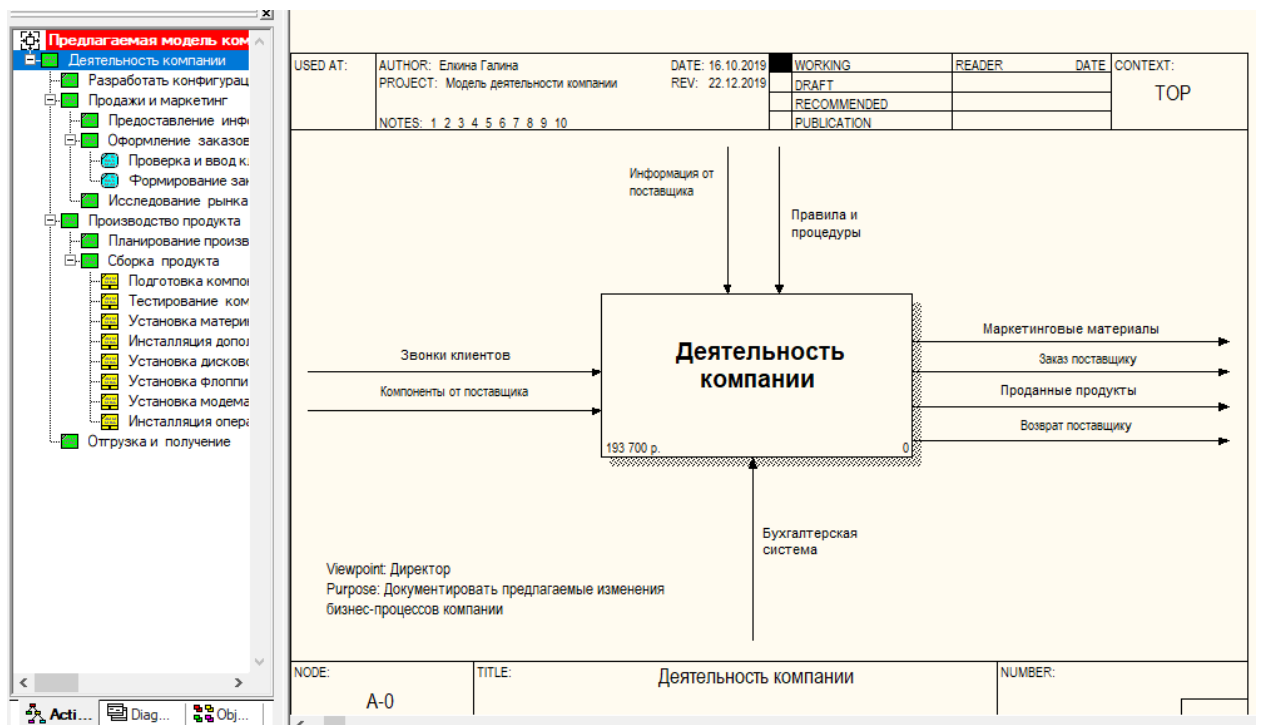 Предлагаемая модель ком
Деятельность компании
Разработать конфигурац
Продажи и маркетинг
Предоставление инфо
Оформление заказов
Проверка и ввод к
Формирование зак
Исследование рынка
Производство продукта
Планирование произв
Сборка продукта
Подготовка компон
Тестирование ком
Установка матери
Инсталляция допол
Установка дисково
Установка флоппи
Установка модема
Инсталляция опера
Отгрузка и получение
Acti... Diag... Obj...
USED AT: AUTHOR: Елкина Галина DATE: 16.10.2019 WORKING READER DATE CONTEXT:
PROJECT: Модель деятельности компании REV: 22.12.2019 DRAFT TOP
RECOMMENDED
NOTES: 1 2 3 4 5 6 7 8 9 10 PUBLICATION
Информация от
поставщика
Правила и
процедуры
Звонки клиентов
Компоненты от поставщика
Деятельность
компании
193 700 р. 0
Маркетинговые материалы
Заказ поставщику
Проданные продукты
Возврат поставщику
Бухгалтерская
система
Viewpoint: Директор
Purpose: Документировать предлагаемые изменения
бизнес-процессов компании
NODE: TITLE: Деятельность компании NUMBER:
A-0